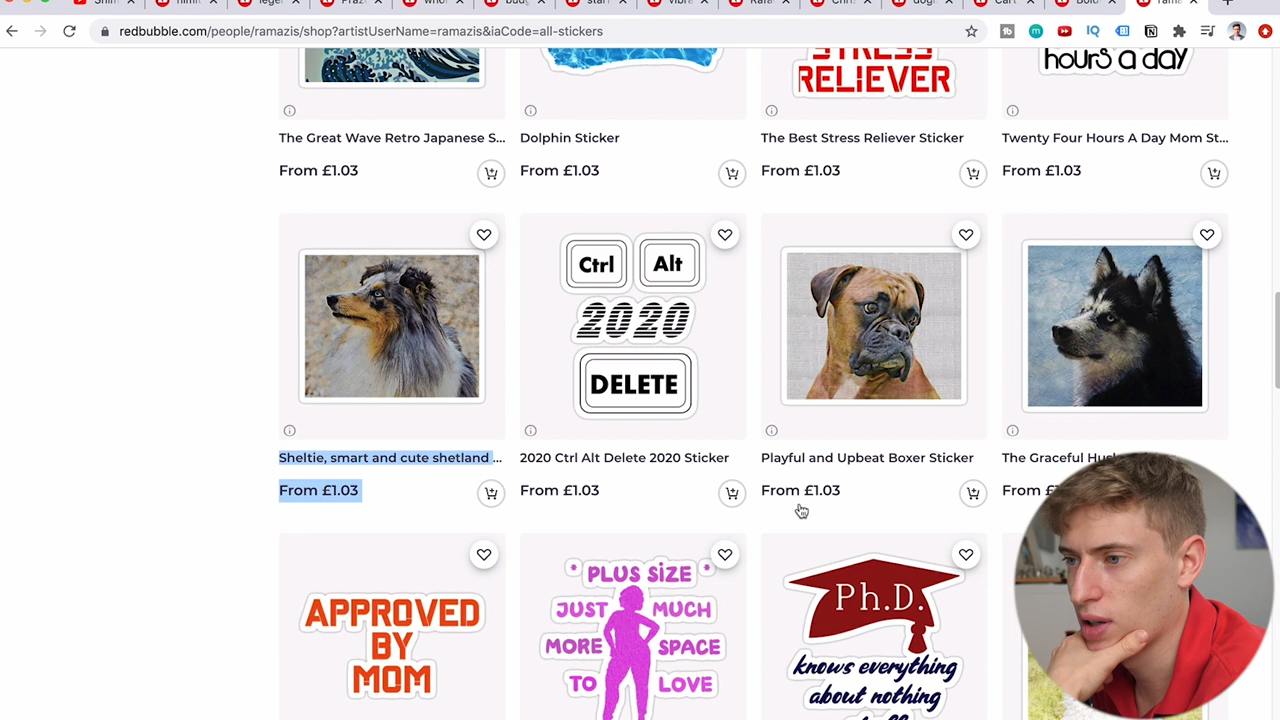 redbubble.com/people/ramazis/shop?artistUserName=ramazis&iaCode=all-stickers
STRESS
RELIEVER
hours a day
The Great Wave Retro Japanese S...
Dolphin Sticker
The Best Stress Reliever Sticker
Twenty Four Hours A Day Mom St...
From £1.03
From £1.03
From £1.03
From £1.03
Ctrl
Alt
2020
DELETE
Sheltie, smart and cute shetland ...
2020 Ctrl Alt Delete 2020 Sticker
Playful and Upbeat Boxer Sticker
The Graceful
From £1.03
From £1.03
From £1.03
From
APPROVED
BY
MOM
* PLUS SIZE *
JUST MUCH
MORE SPACE
TO LOVE
Ph.D.
knows everything
about nothing